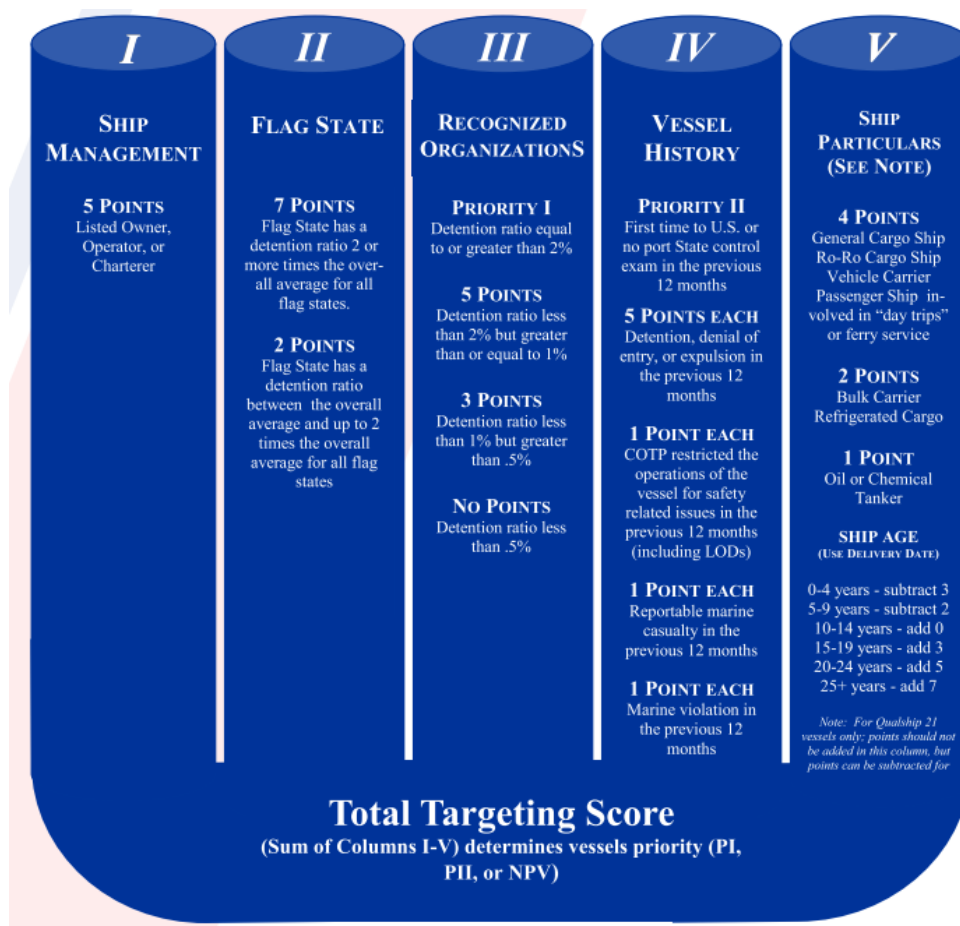 I
SHIP
MANAGEMENT
5 POINTS
Listed Owner,
Operator, or
Charterer
II
FLAG STATE
7 POINTS
Flag State has a
detention ratio 2 or
more times the over-
all average for all
flag states.
2 POINTS
Flag State has a
detention ratio
between the overall
average and up to 2
times the overall
average for all flag
states
III
RECOGNIZED
ORGANIZATIONS
PRIORITY I
Detention ratio equal
to or greater than 2%
5 POINTS
Detention ratio less
than 2% but greater
than or equal to 1%
3 POINTS
Detention ratio less
than 1% but greater
than .5%
NO POINTS
Detention ratio less
than .5%
IV
VESSEL
HISTORY
PRIORITY II
First time to U.S. or
no port State control
exam in the previous
12 months
5 POINTS EACH
Detention, denial of
entry, or expulsion in
the previous 12
months
1 POINT EACH
COTP restricted the
operations of the
vessel for safety
related issues in the
previous 12 months
(including LODs)
1 POINT EACH
Reportable marine
casualty in the
previous 12 months
1 POINT EACH
Marine violation in
the previous 12
months
V
SHIP
PARTICULARS
(SEE NOTE)
4 POINTS
General Cargo Ship
Ro-Ro Cargo Ship
Vehicle Carrier
Passenger Ship in-
volved in “day trips”
or ferry service
2 POINTS
Bulk Carrier
Refrigerated Cargo
1 POINT
Oil or Chemical
Tanker
SHIP AGE
(USE DELIVERY DATE)
0-4 years - subtract 3
5-9 years - subtract 2
10-14 years - add 0
15-19 years - add 3
20-24 years - add 5
25+ years - add 7
Note: For Qualship 21
vessels only; points should not
be added in this column, but
points can be subtracted for
Total Targeting Score
(Sum of Columns I-V) determines vessels priority (PI,
PII, or NPV)